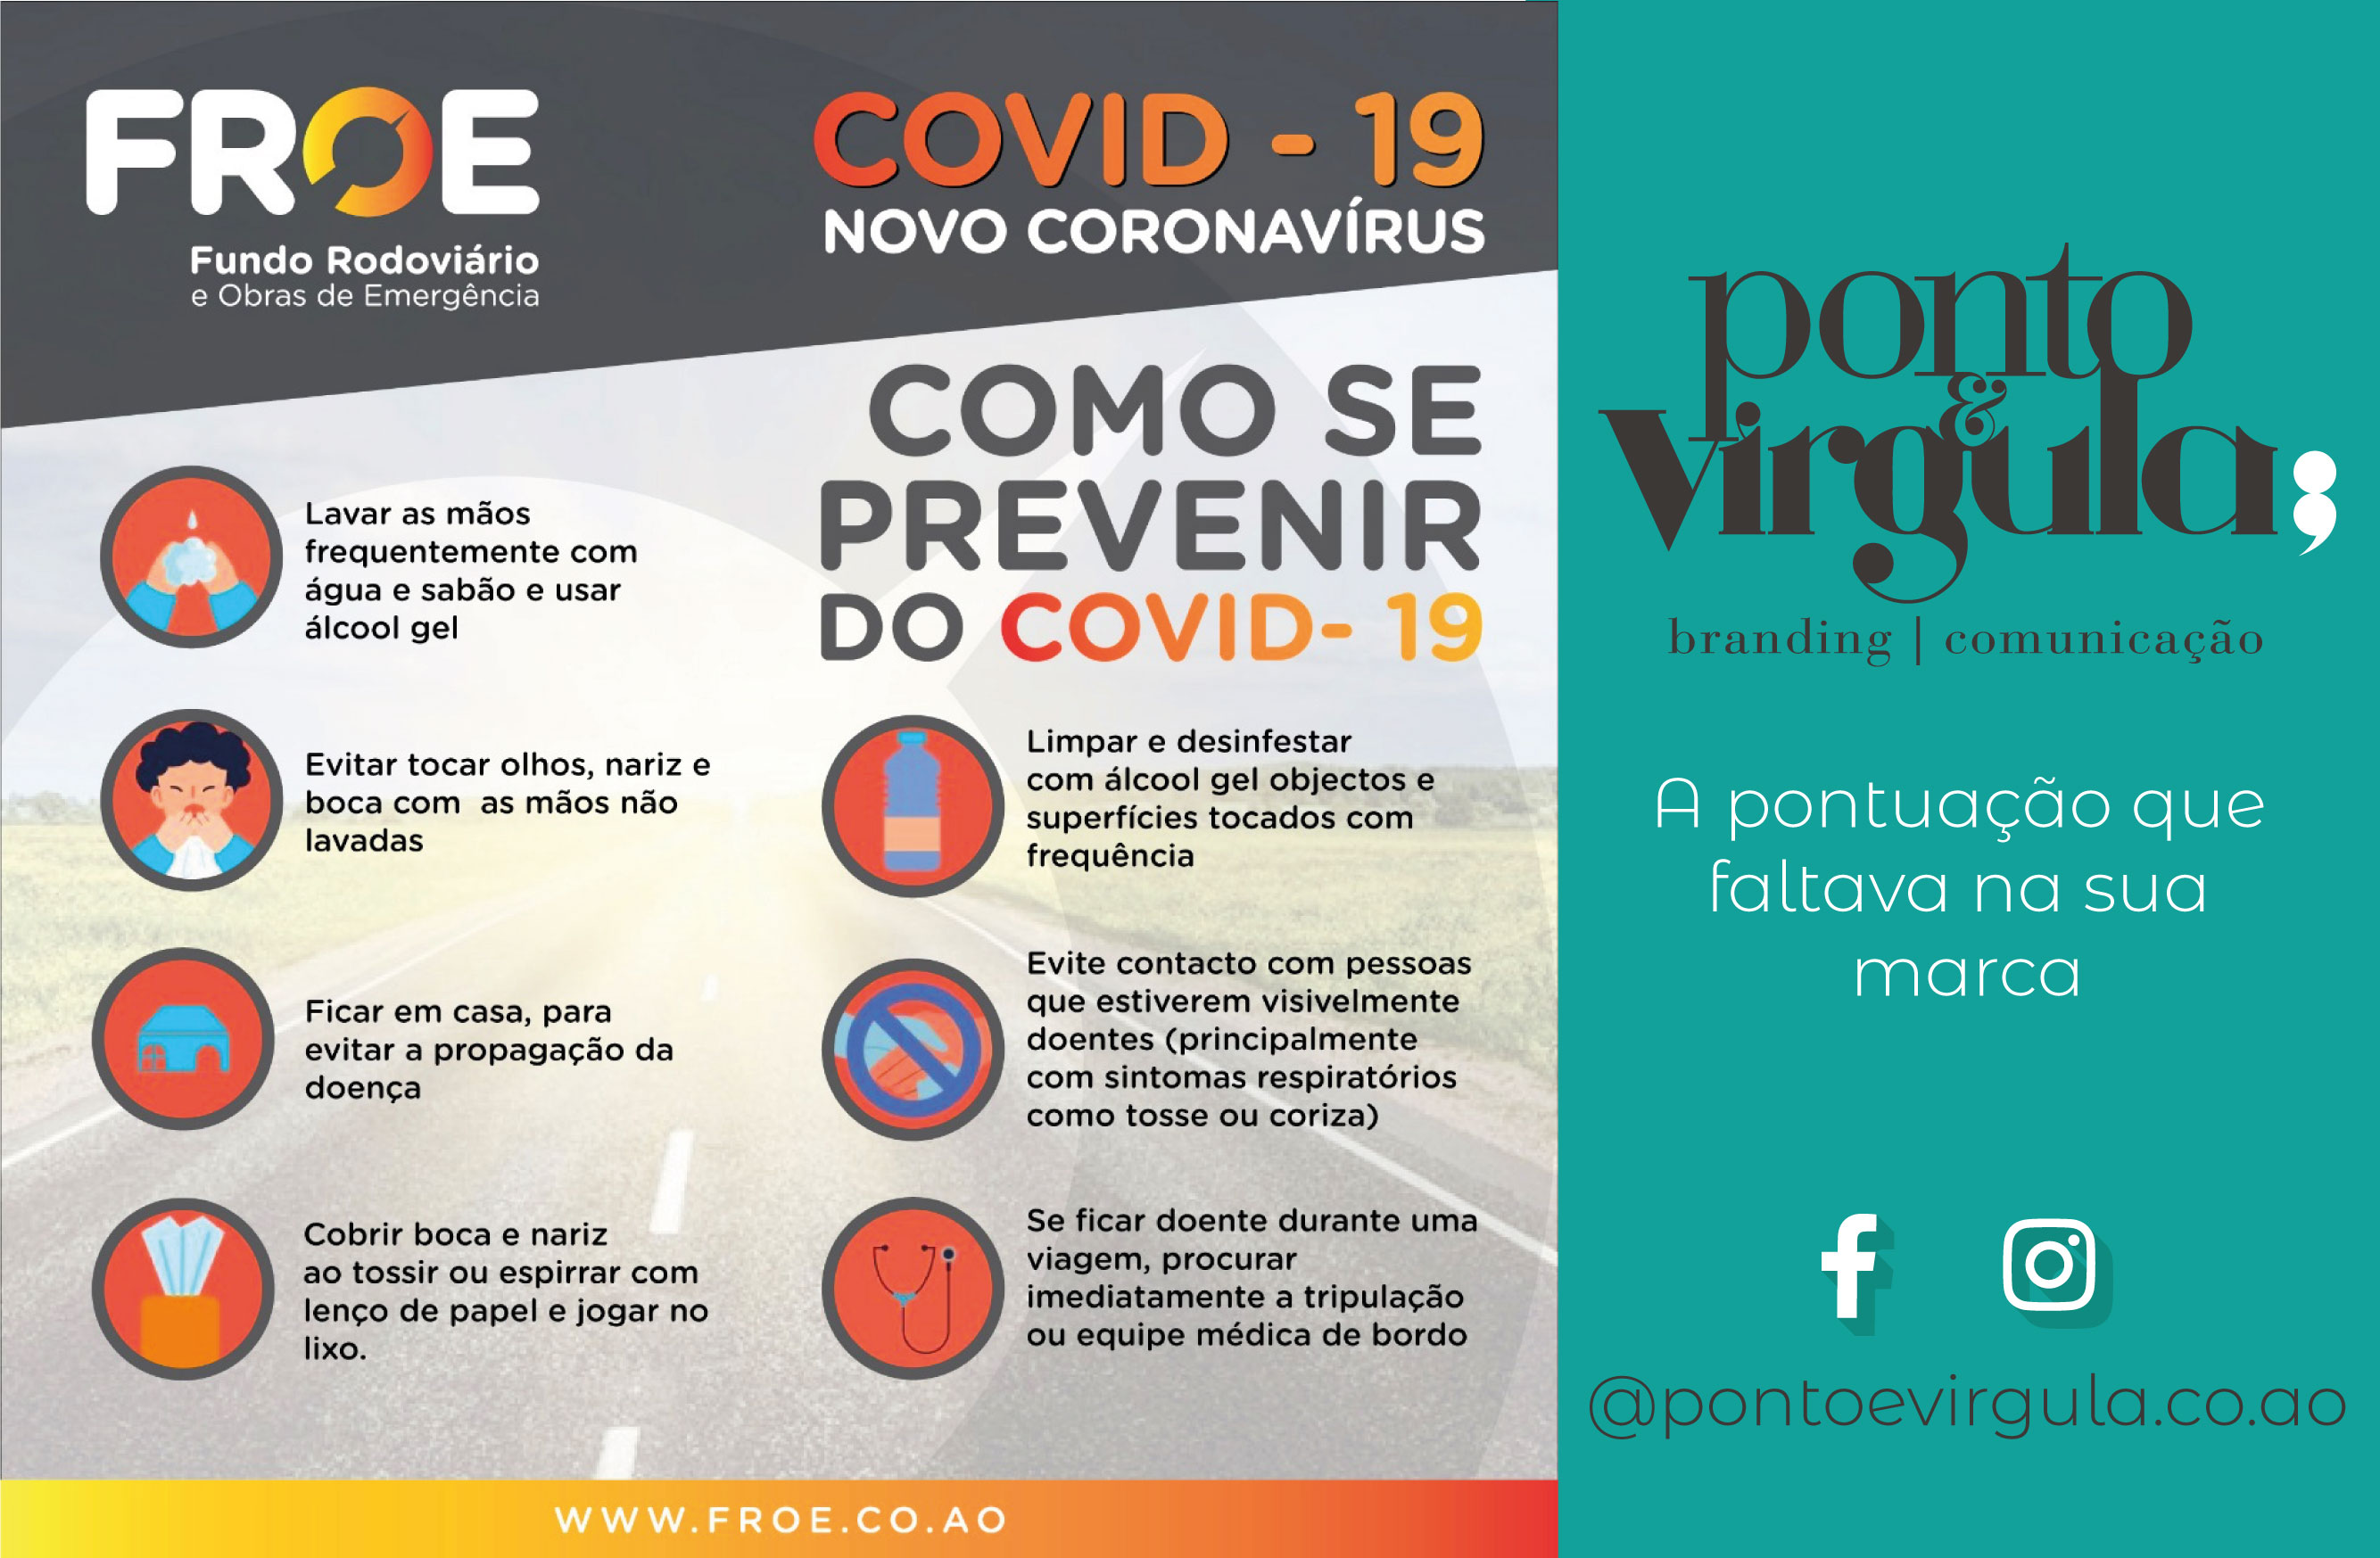 FROE
Fundo Rodoviário
e Obras de Emergência
COVID - 19
NOVO CORONAVÍRUS
COMO SE
PREVENIR
DO COVID- 19
Lavar as mãos
frequentemente com
água e sabão e usar
álcool gel
Evitar tocar olhos, nariz e
boca com as mãos não
lavadas
Ficar em casa, para
evitar a propagação da
doença
Cobrir boca e nariz
ao tossir ou espirrar com
lenço de papel e jogar no
lixo.
Limpar e desinfestar
com álcool gel objectos e
superfícies tocados com
frequência
Evite contacto com pessoas
que estiverem visivelmente
doentes (principalmente
com sintomas respiratórios
como tosse ou coriza)
Se ficar doente durante uma
viagem, procurar
imediatamente a tripulação
ou equipe médica de bordo
WWW.FROE.CO.AO
ponto
&
virgula;
branding | comunicação
A pontuação que
faltava na sua
marca
@pontoevirgula.co.ao